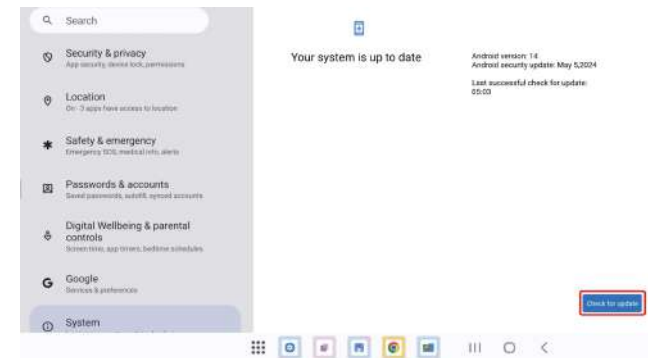 Search
Security & privacy
App security, device lock, permissions
Location
On · 3 apps have access to location
Safety & emergency
Emergency SOS, medical info, alerts
Passwords & accounts
Saved passwords, autofill, synced accounts
Digital Wellbeing & parental
controls
Screen time, app timers, bedtime schedules
Google
Services & preferences
System
Your system is up to date
Android version: 14
Android security update: May 5,2024
Last successful check for update:
05:03
Check for update